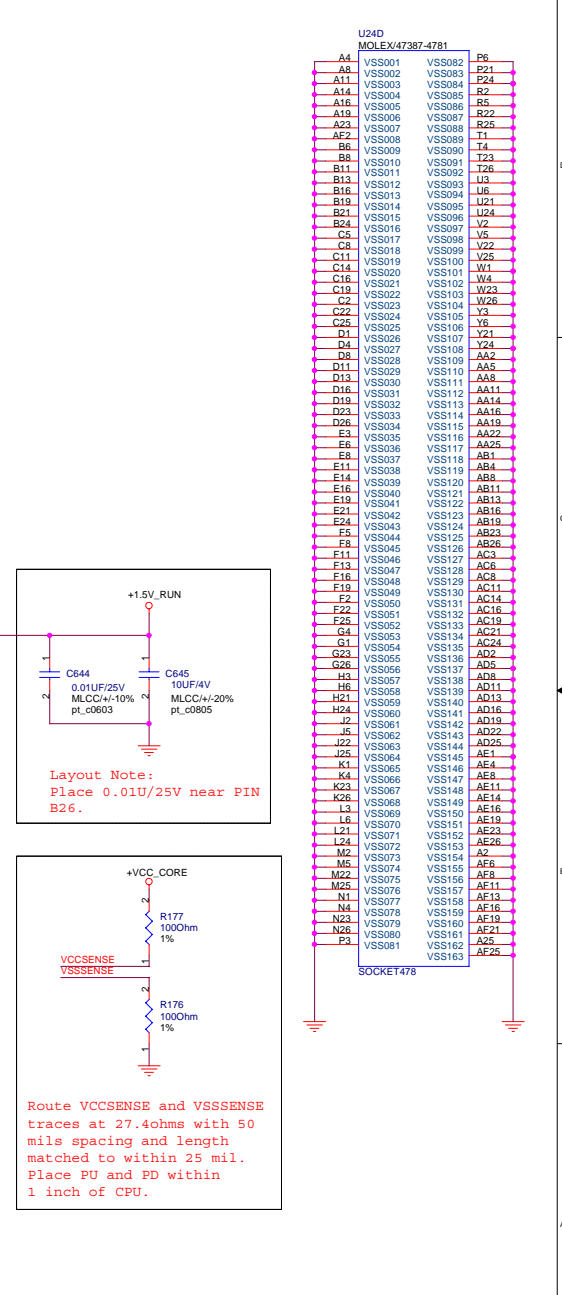 U24D
MOLEX/47387-4781
A4 VSS001 VSS082 P6
A8 VSS002 VSS083 P21
A11 VSS003 VSS084 P24
A14 VSS004 VSS085 R2
A16 VSS005 VSS086 R5
A19 VSS006 VSS087 R22
A23 VSS007 VSS088 R25
AF2 VSS008 VSS089 T1
B6 VSS009 VSS090 T4
B8 VSS010 VSS091 T23
B11 VSS011 VSS092 T26
B13 VSS012 VSS093 U3
B16 VSS013 VSS094 U6
B19 VSS014 VSS095 U21
B21 VSS015 VSS096 U24
B24 VSS016 VSS097 V2
C5 VSS017 VSS098 V5
C8 VSS018 VSS099 V22
C11 VSS019 VSS100 V25
C14 VSS020 VSS101 W1
C16 VSS021 VSS102 W4
C19 VSS022 VSS103 W23
C2 VSS023 VSS104 W26
C22 VSS024 VSS105 Y3
C25 VSS025 VSS106 Y6
D1 VSS026 VSS107 Y21
D4 VSS027 VSS108 Y24
D8 VSS028 VSS109 AA2
D11 VSS029 VSS110 AA5
D13 VSS030 VSS111 AA8
D16 VSS031 VSS112 AA11
D19 VSS032 VSS113 AA14
D23 VSS033 VSS114 AA16
D26 VSS034 VSS115 AA19
E3 VSS035 VSS116 AA22
E6 VSS036 VSS117 AA25
E8 VSS037 VSS118 AB1
E11 VSS038 VSS119 AB4
E14 VSS039 VSS120 AB8
E16 VSS040 VSS121 AB11
E19 VSS041 VSS122 AB13
E21 VSS042 VSS123 AB16
E24 VSS043 VSS124 AB19
F5 VSS044 VSS125 AB23
F8 VSS045 VSS126 AB26
F11 VSS046 VSS127 AC3
F13 VSS047 VSS128 AC6
F16 VSS048 VSS129 AC8
F19 VSS049 VSS130 AC11
F2 VSS050 VSS131 AC14
F22 VSS051 VSS132 AC16
F25 VSS052 VSS133 AC19
G4 VSS053 VSS134 AC21
G1 VSS054 VSS135 AC24
G23 VSS055 VSS136 AD2
G26 VSS056 VSS137 AD5
H3 VSS057 VSS138 AD8
H6 VSS058 VSS139 AD11
H21 VSS059 VSS140 AD13
H24 VSS060 VSS141 AD16
J2 VSS061 VSS142 AD19
J5 VSS062 VSS143 AD22
J22 VSS063 VSS144 AD25
J25 VSS064 VSS145 AE1
K1 VSS065 VSS146 AE4
K4 VSS066 VSS147 AE8
K23 VSS067 VSS148 AE11
K26 VSS068 VSS149 AE14
L3 VSS069 VSS150 AE16
L6 VSS070 VSS151 AE19
L21 VSS071 VSS152 AE23
L24 VSS072 VSS153 AE26
M2 VSS073 VSS154 A2
M5 VSS074 VSS155 AF6
M22 VSS075 VSS156 AF8
M25 VSS076 VSS157 AF11
N1 VSS077 VSS158 AF13
N4 VSS078 VSS159 AF16
N23 VSS079 VSS160 AF19
N26 VSS080 VSS161 AF21
P3 VSS081 VSS162 A25
VSS163 AF25
SOCKET478
+1.5V_RUN
1
2
C644
0.01UF/25V
MLCC/+/-10%
pt_c0603
1
2
C645
10UF/4V
MLCC/+/-20%
pt_c0805
Layout Note:
Place 0.01U/25V near PIN
B26.
+VCC_CORE
2
R177
100Ohm
1%
1
VCCSENSE
VSSSENSE
2
R176
100Ohm
1%
1
Route VCCSENSE and VSSSENSE
traces at 27.4ohms with 50
mils spacing and length
matched to within 25 mil.
Place PU and PD within
1 inch of CPU.